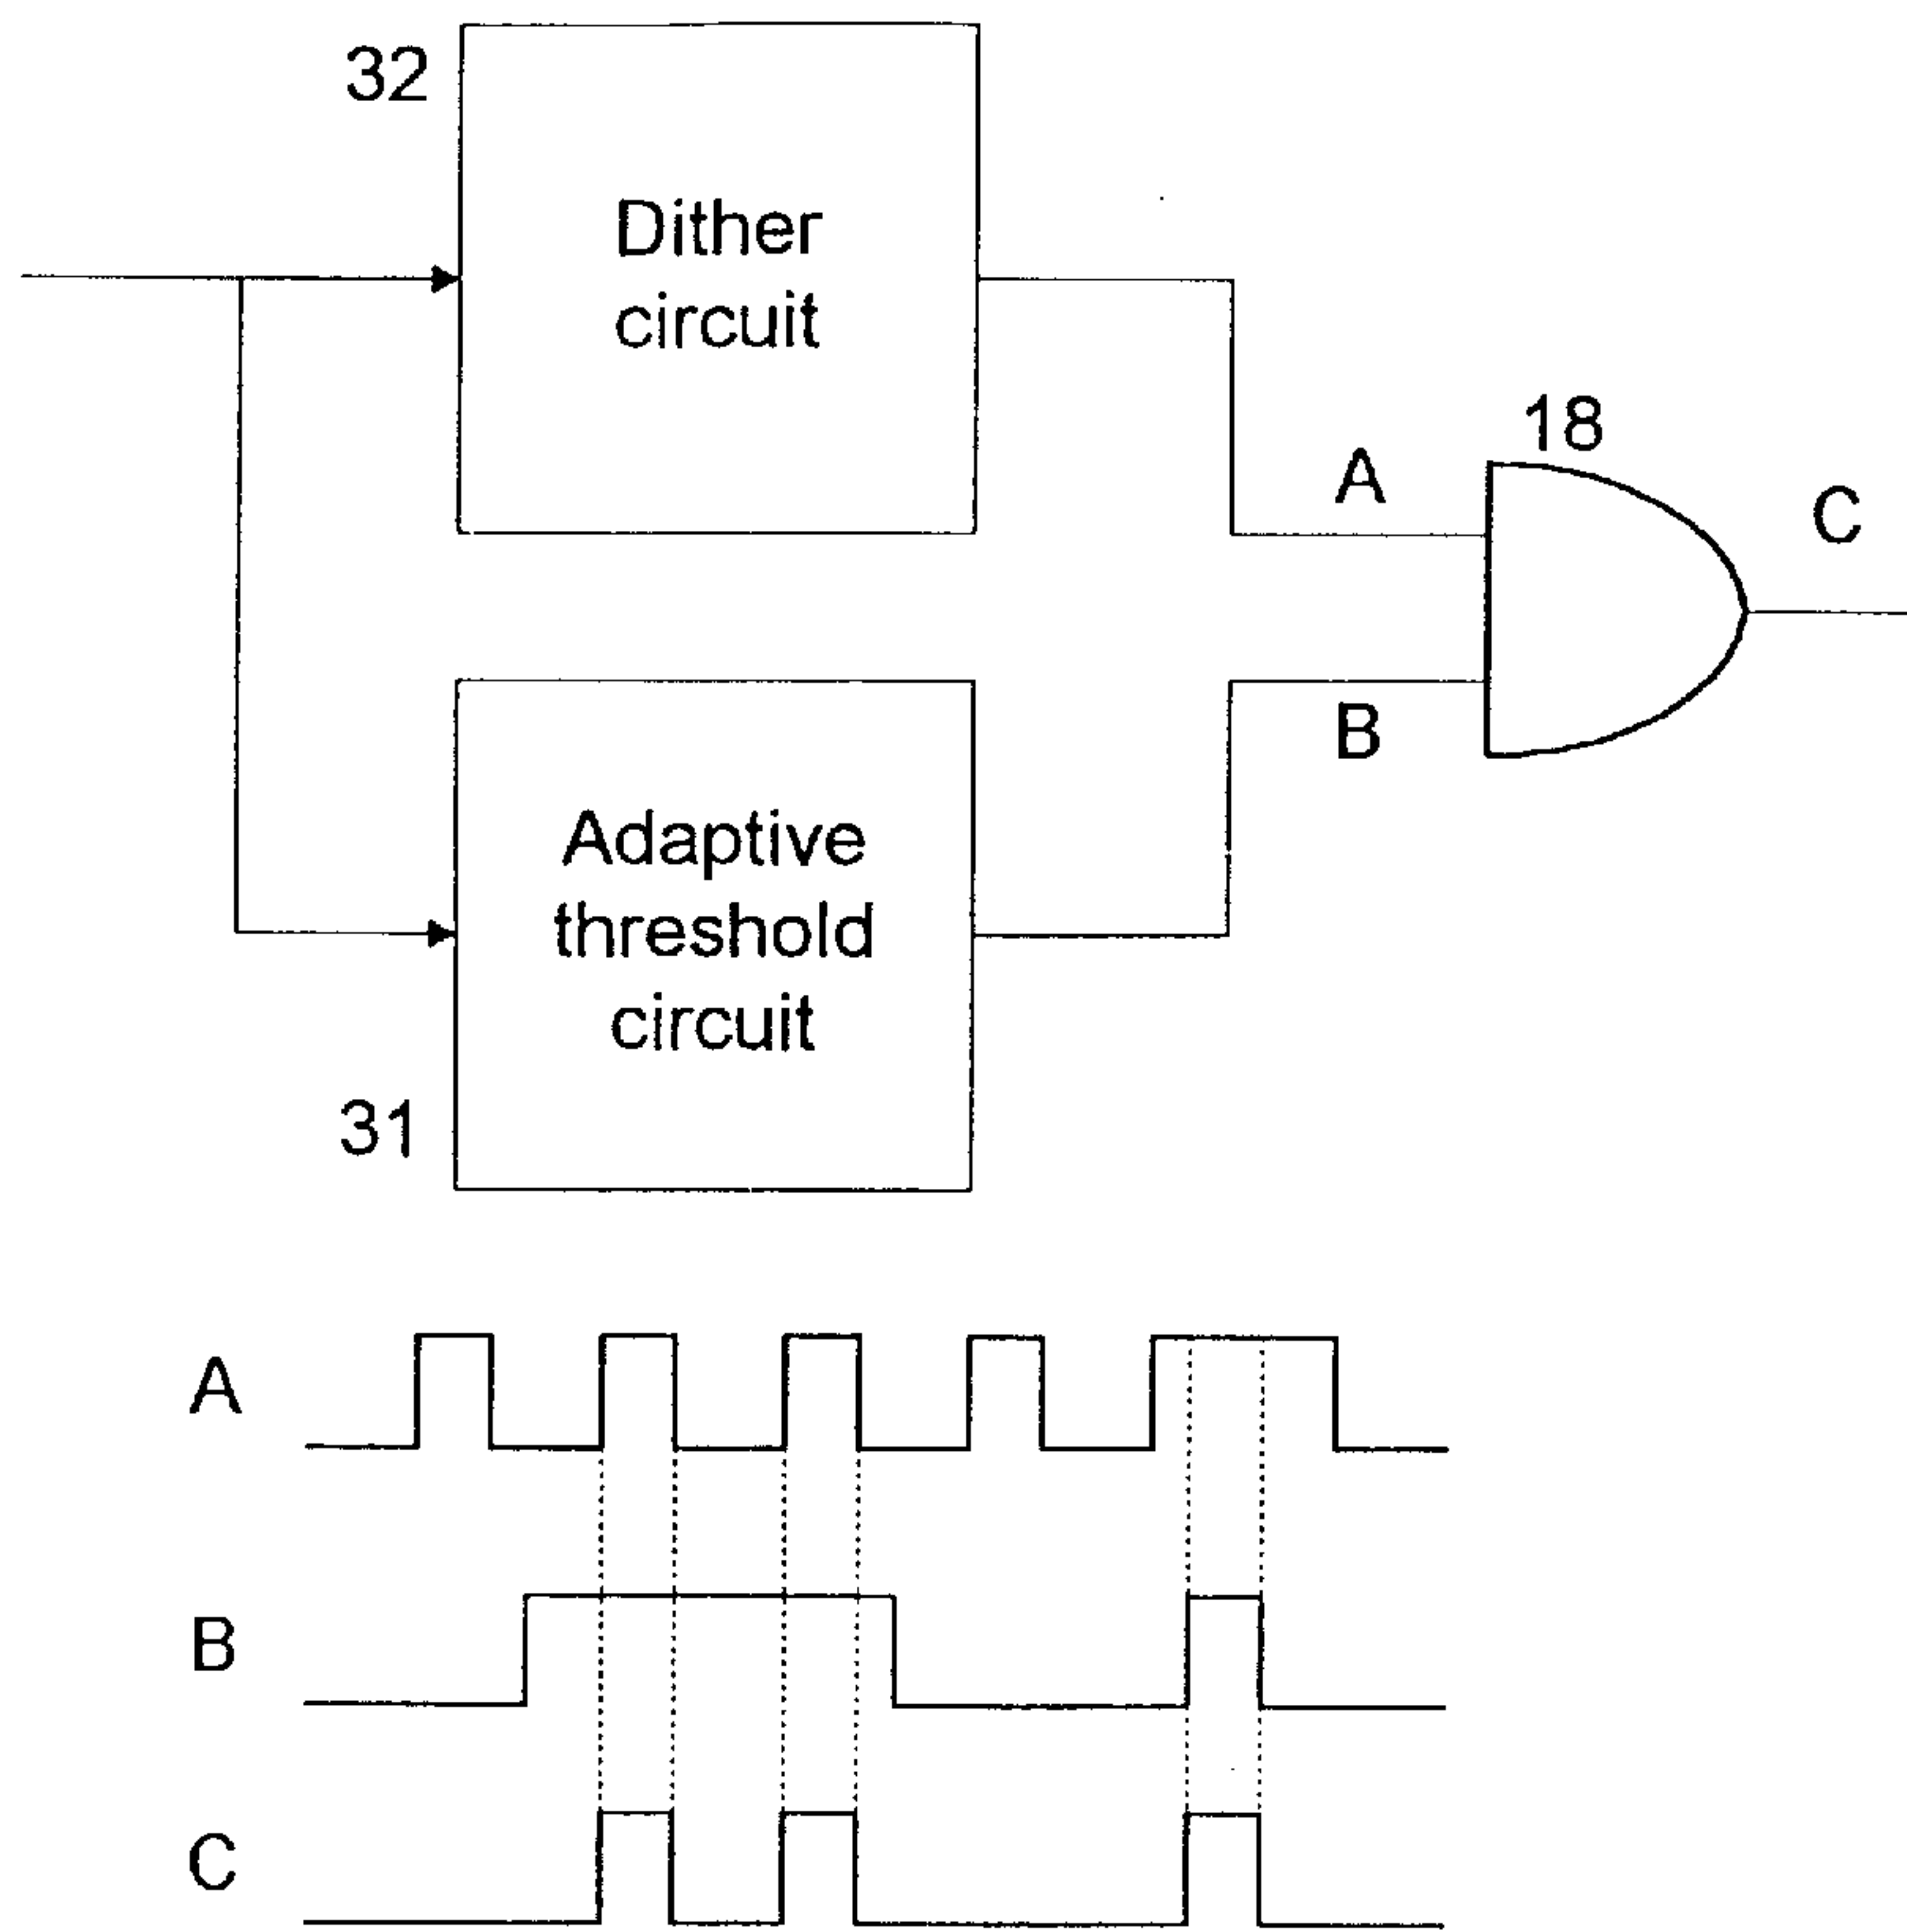 32
Dither
circuit
18
A
C
B
Adaptive
threshold
circuit
31
A
B
C